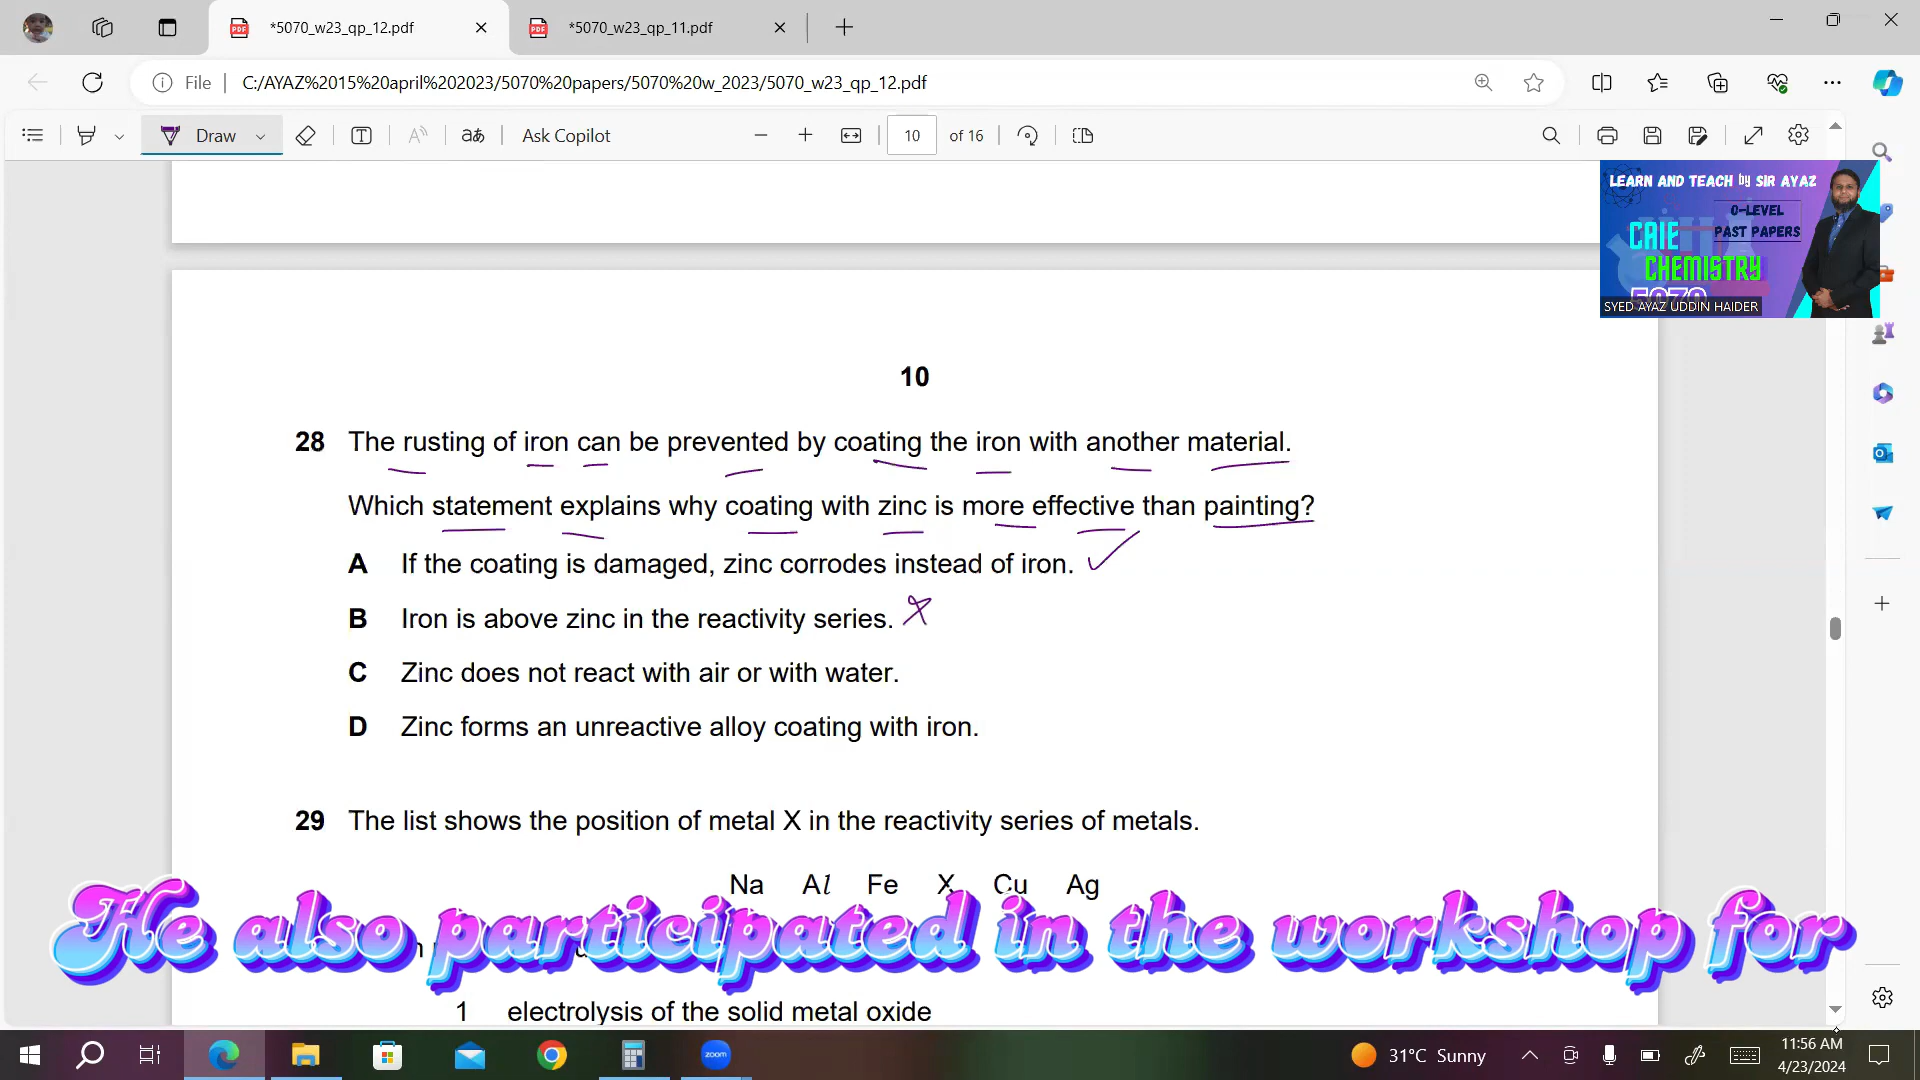 *5070_w23_qp_12.pdf
*5070_w23_qp_11.pdf
File
C:/AYAZ%2015%20april%202023/5070%20papers/5070%20w_2023/5070_w23_qp_12.pdf
Draw
Ask Copilot
10 of 16
LEARN AND TEACH by SIR AYAZ
O-LEVEL
PAST PAPERS
CAIE
CHEMISTRY
5070
SYED AYAZ UDDIN HAIDER
10
28 The rusting of iron can be prevented by coating the iron with another material.
Which statement explains why coating with zinc is more effective than painting?
A If the coating is damaged, zinc corrodes instead of iron.
B Iron is above zinc in the reactivity series.
C Zinc does not react with air or with water.
D Zinc forms an unreactive alloy coating with iron.
29 The list shows the position of metal X in the reactivity series of metals.
Na Al Fe X Cu Ag
He also participated in the workshop for
1 electrolysis of the solid metal oxide
zoom
31°C Sunny
11:56 AM
4/23/2024